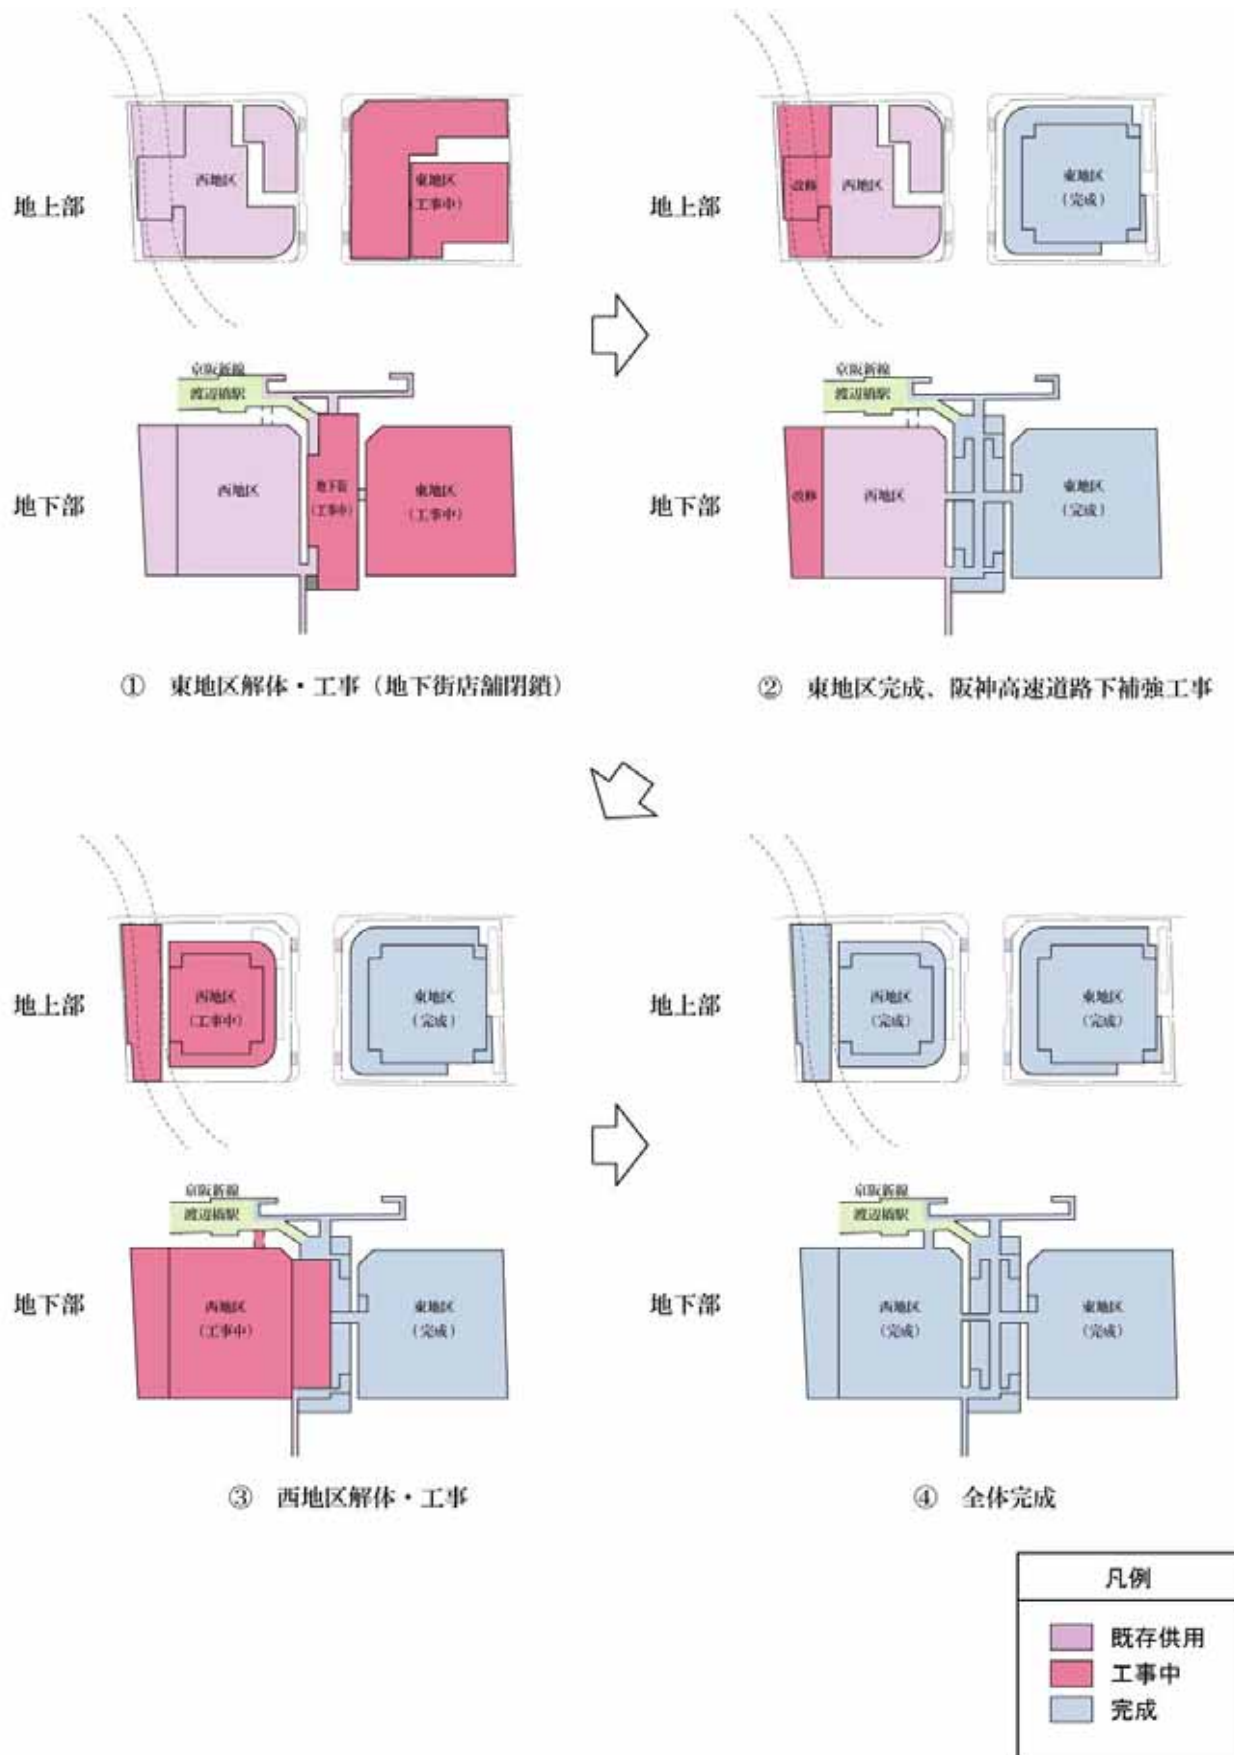 地上部
西地区
東地区
(工事中)
京阪新線
渡辺橋駅
地下部
西地区
地下街
(工事中)
東地区
(工事中)
① 東地区解体・工事（地下街店舗閉鎖）
地上部
改修
西地区
東地区
(完成)
京阪新線
渡辺橋駅
地下部
改修
西地区
東地区
(完成)
② 東地区完成、阪神高速道路下補強工事
地上部
西地区
(工事中)
東地区
(完成)
京阪新線
渡辺橋駅
地下部
西地区
(工事中)
東地区
(完成)
③ 西地区解体・工事
地上部
西地区
(完成)
東地区
(完成)
京阪新線
渡辺橋駅
地下部
西地区
(完成)
東地区
(完成)
④ 全体完成
凡例
既存供用
工事中
完成